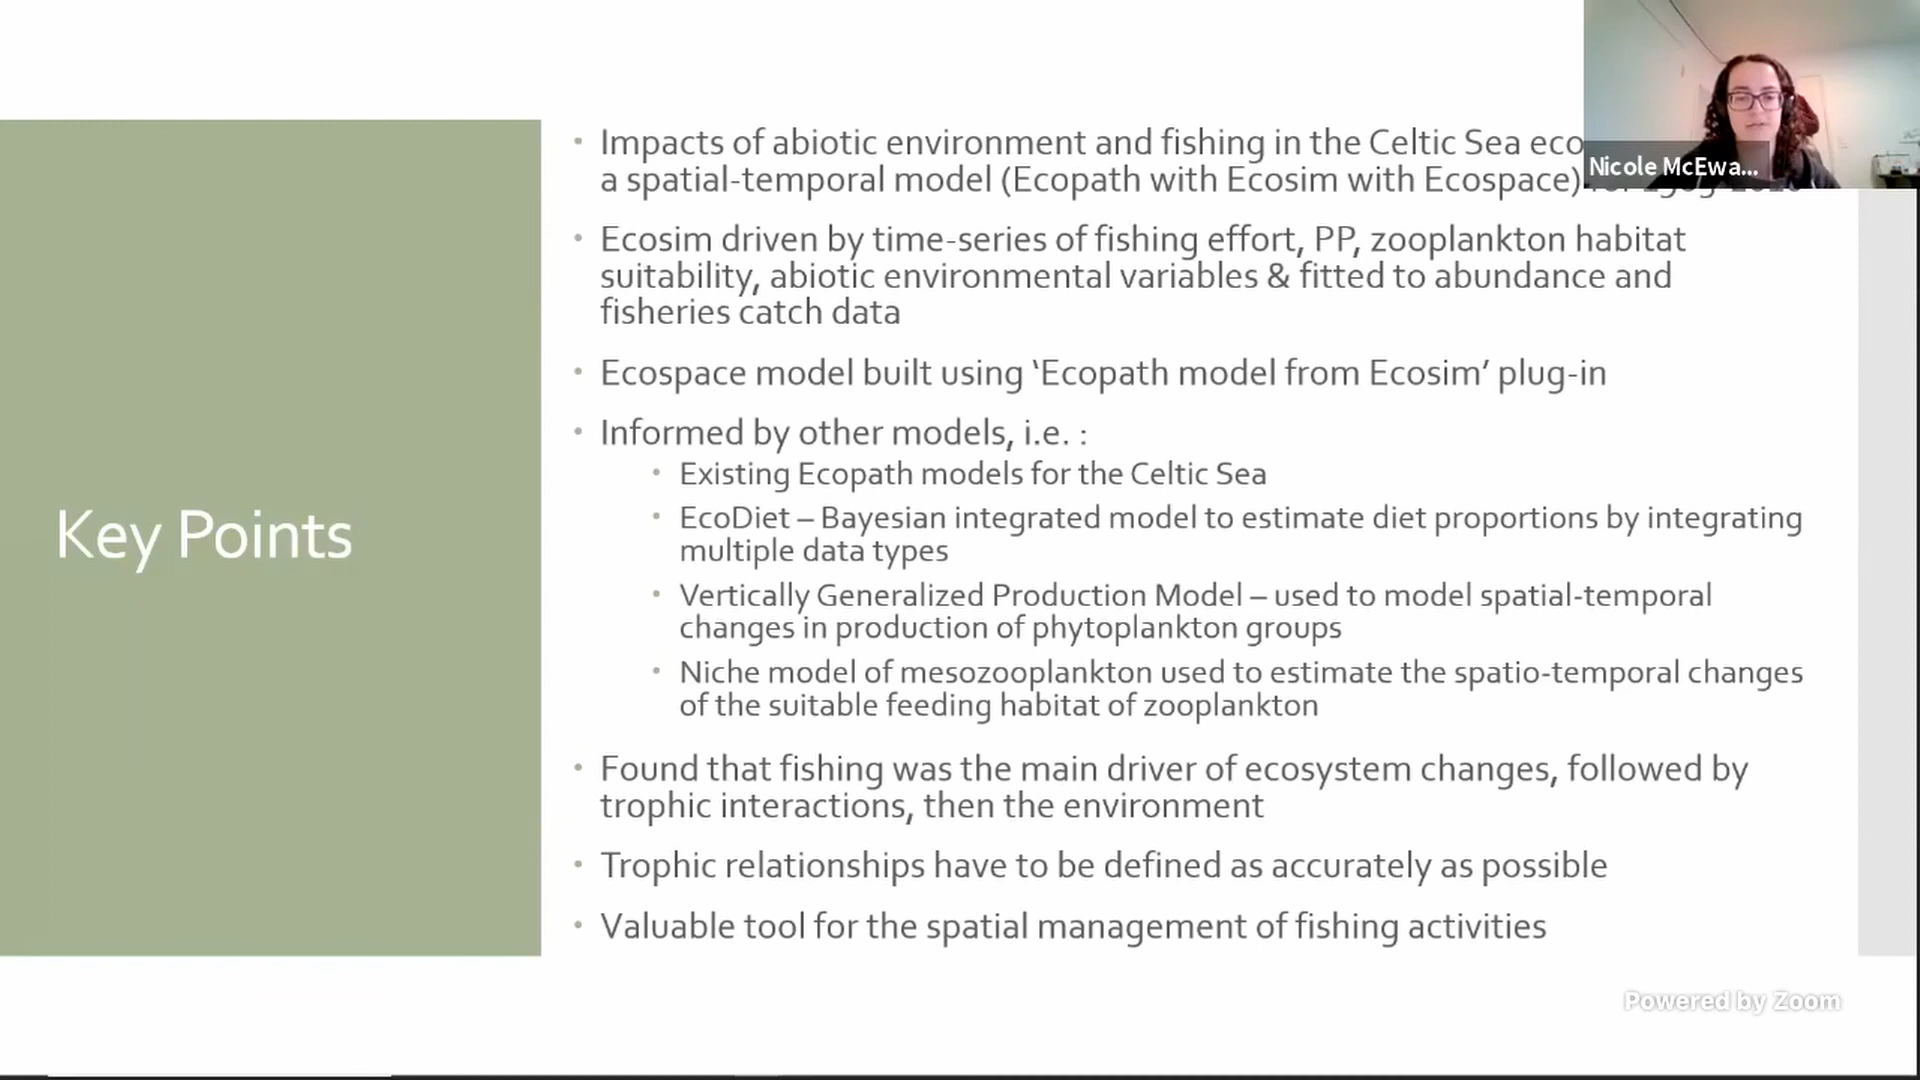 Impacts of abiotic environment and fishing in the Celtic Sea eco
a spatial-temporal model (Ecopath with Ecosim with Ecospace)
Nicole McEwa...
Ecosim driven by time-series of fishing effort, PP, zooplankton habitat
suitability, abiotic environmental variables & fitted to abundance and
fisheries catch data
Ecospace model built using ‘Ecopath model from Ecosim’ plug-in
Informed by other models, i.e. :
Existing Ecopath models for the Celtic Sea
EcoDiet – Bayesian integrated model to estimate diet proportions by integrating
multiple data types
Vertically Generalized Production Model – used to model spatial-temporal
changes in production of phytoplankton groups
Niche model of mesozooplankton used to estimate the spatio-temporal changes
of the suitable feeding habitat of zooplankton
Key Points
Found that fishing was the main driver of ecosystem changes, followed by
trophic interactions, then the environment
Trophic relationships have to be defined as accurately as possible
Valuable tool for the spatial management of fishing activities
Powered by Zoom